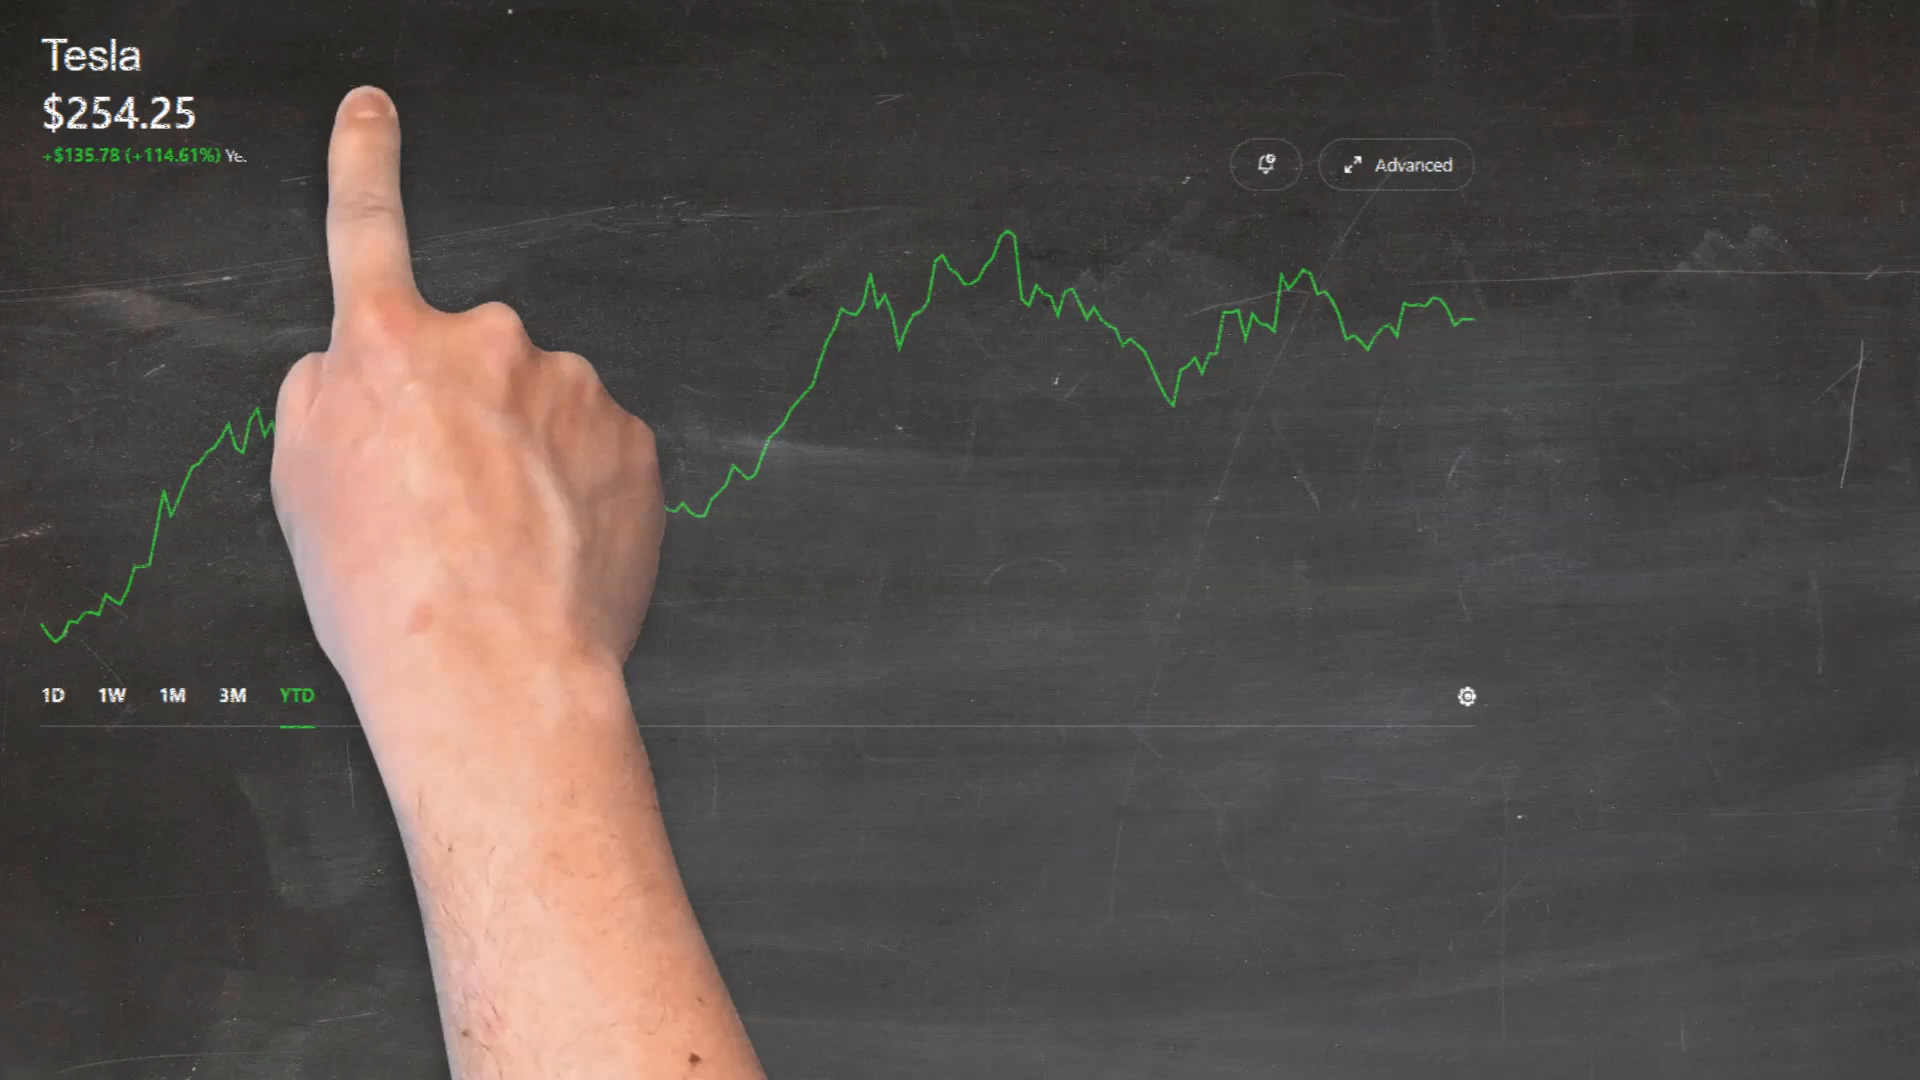 Tesla
$254.25
+$135.78 (+114.61%)
Advanced
1D 1W 1M 3M YTD